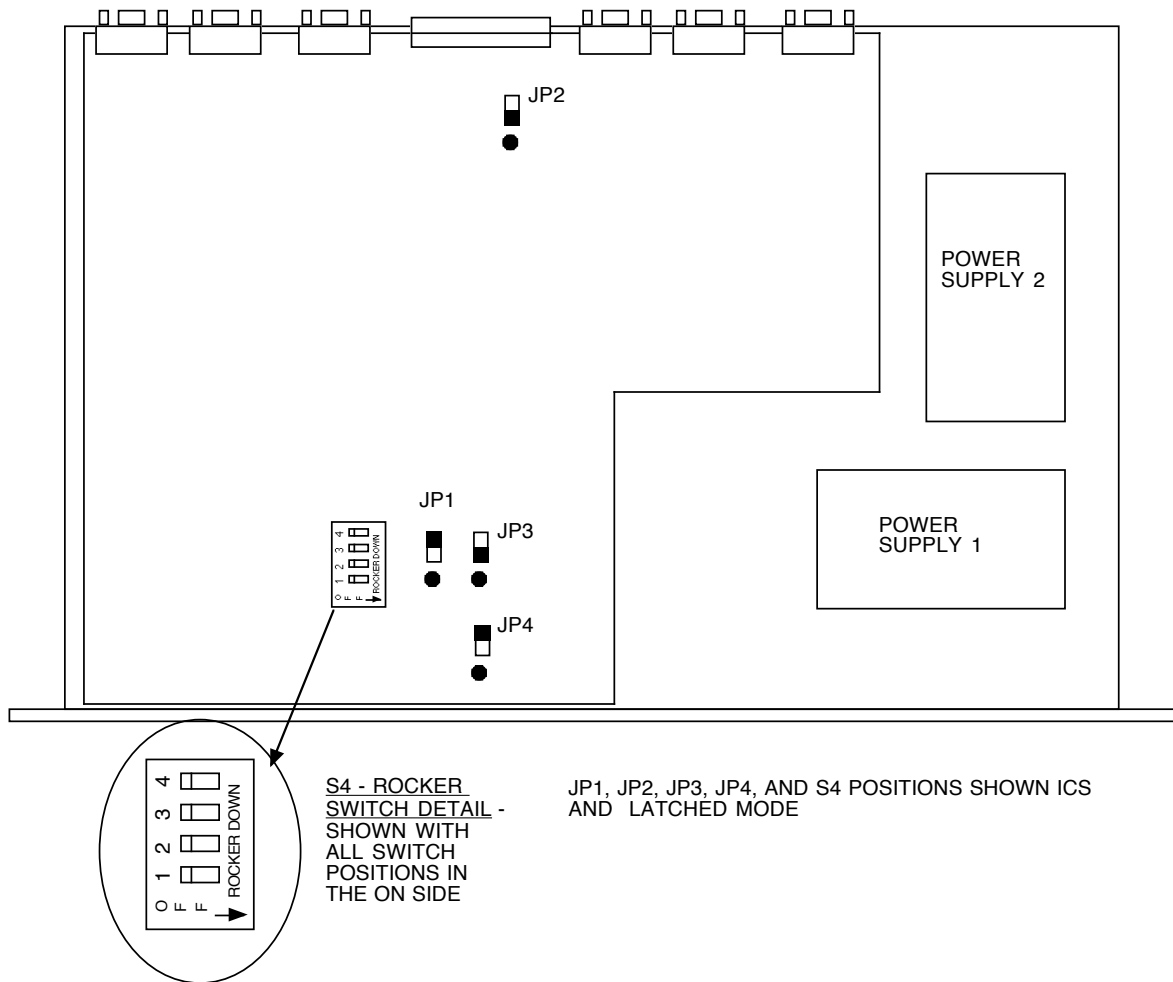 JP2
POWER
SUPPLY 2
JP1
JP3
POWER
SUPPLY 1
4
3
2
1
O
F
F
ROCKER DOWN
JP4
4
3
2
1
O
F
F
ROCKER DOWN
S4 - ROCKER
SWITCH DETAIL -
SHOWN WITH
ALL SWITCH
POSITIONS IN
THE ON SIDE
JP1, JP2, JP3, JP4, AND S4 POSITIONS SHOWN ICS
AND LATCHED MODE